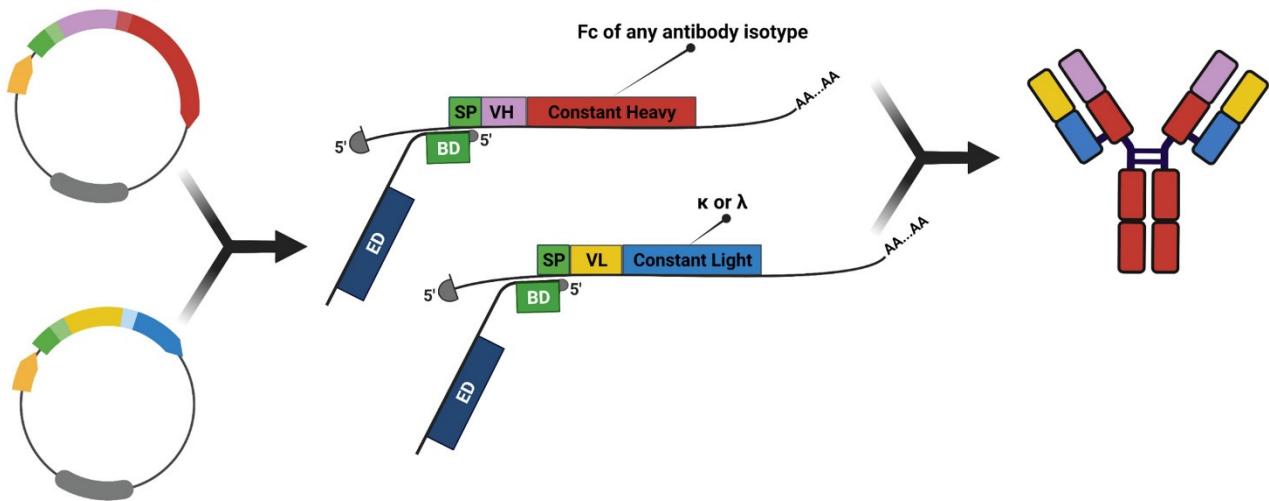 Fc of any antibody isotype
AA...AA
SP VH Constant Heavy
5' BD 5'
ED
κ or λ
AA...AA
SP VL Constant Light
5' BD 5'
ED